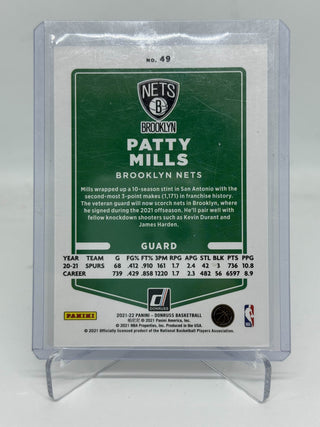 NO. 49
NETS
B
BROOKLYN
PATTY
MILLS
BROOKLYN NETS
Mills wrapped up a 10-season stint in San Antonio with the
second-most 3-point makes (1,171) in franchise history.
The veteran guard will now scorch nets in Brooklyn, where
he signed during the 2021 offseason. He'll pair well with
fellow knockdown shooters such as Kevin Durant and
James Harden.
GUARD
YEAR TEAM G FG% FT% 3PM RPG APG STL BLK PTS PPG
20-21 SPURS 68 .412 .910 161 1.7 2.4 42 3 736 10.8
CAREER 739 .429 .858 1220 1.7 2.3 482 56 6597 8.9
PANINI
DONRUSS
NBA
2021-22 PANINI – DONRUSS BASKETBALL
© 2021 Panini America, Inc.
© 2021 NBA Properties, Inc. Produced in the USA.
© 2021 Officially licensed product of the National Basketball Players Association.